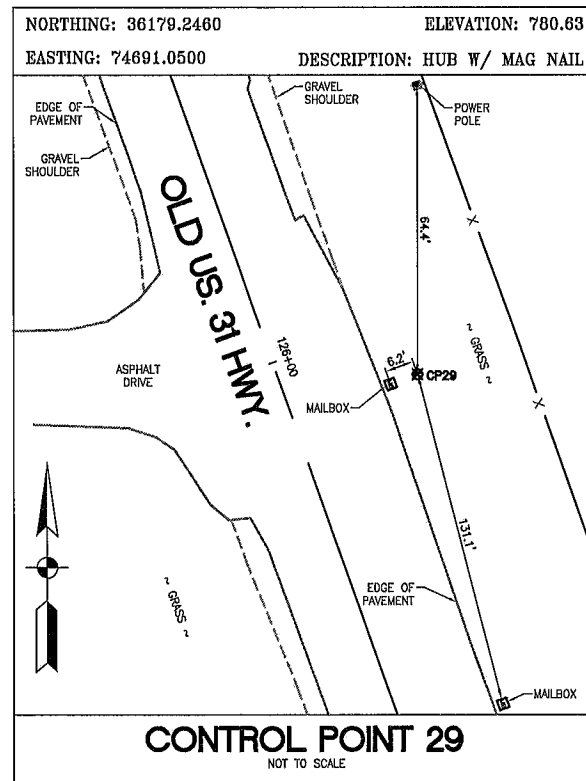 NORTHING: 36179.2460
ELEVATION: 780.63
EASTING: 74691.0500
DESCRIPTION: HUB W/ MAG NAIL
EDGE OF
PAVEMENT
GRAVEL
SHOULDER
GRAVEL
SHOULDER
POWER
POLE
OLD US. 31 HWY.
64.4'
X
126+00
6.2'
CP29
~ GRASS ~
ASPHALT
DRIVE
MAILBOX
X
131.1'
~ GRASS ~
EDGE OF
PAVEMENT
MAILBOX
CONTROL POINT 29
NOT TO SCALE